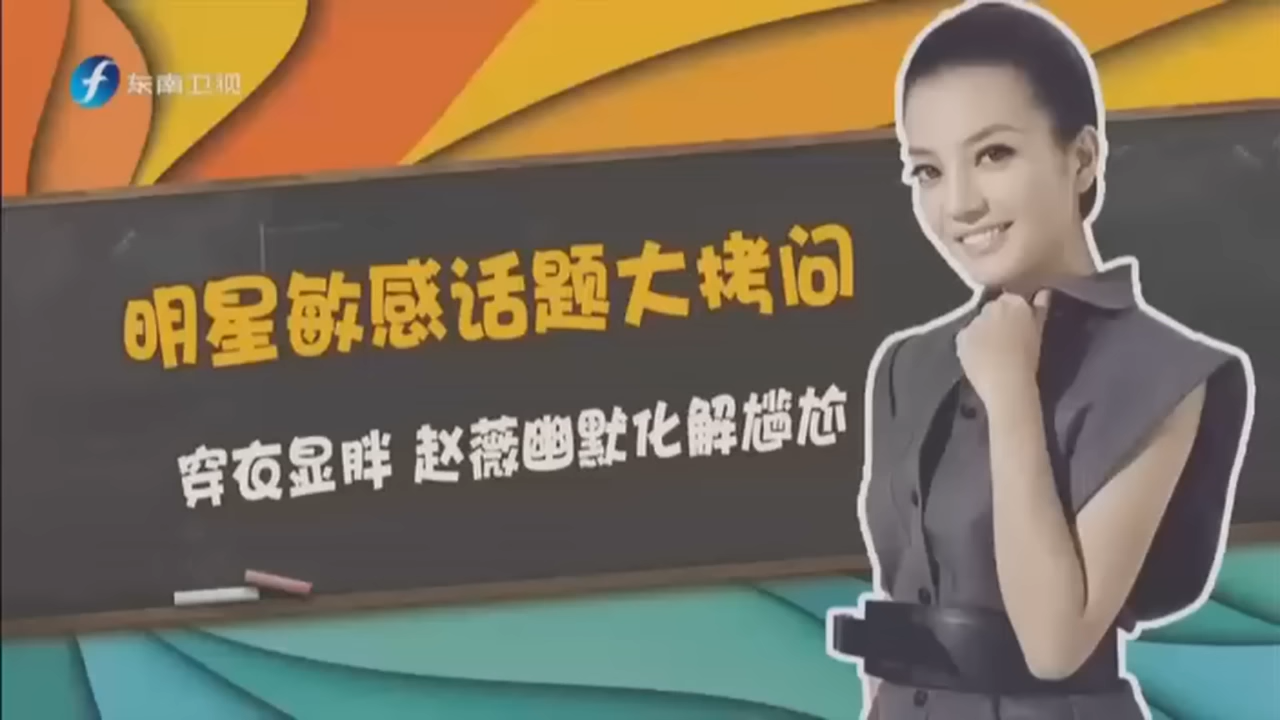 东南卫视
明星敏感话题大拷问
穿衣显胖 赵薇幽默化解尴尬